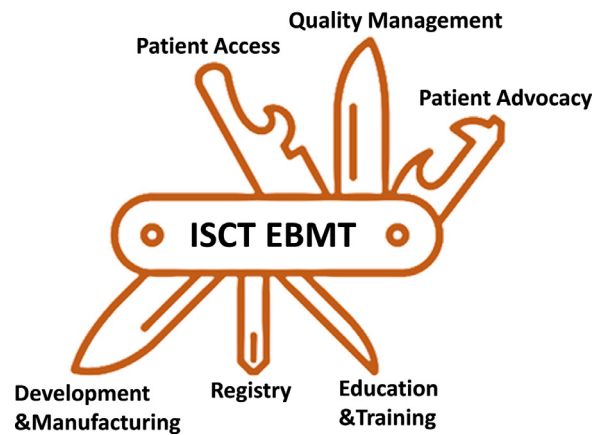 Quality Management
Patient Access
Patient Advocacy
ISCT EBMT
Development
&Manufacturing
Registry
Education
&Training